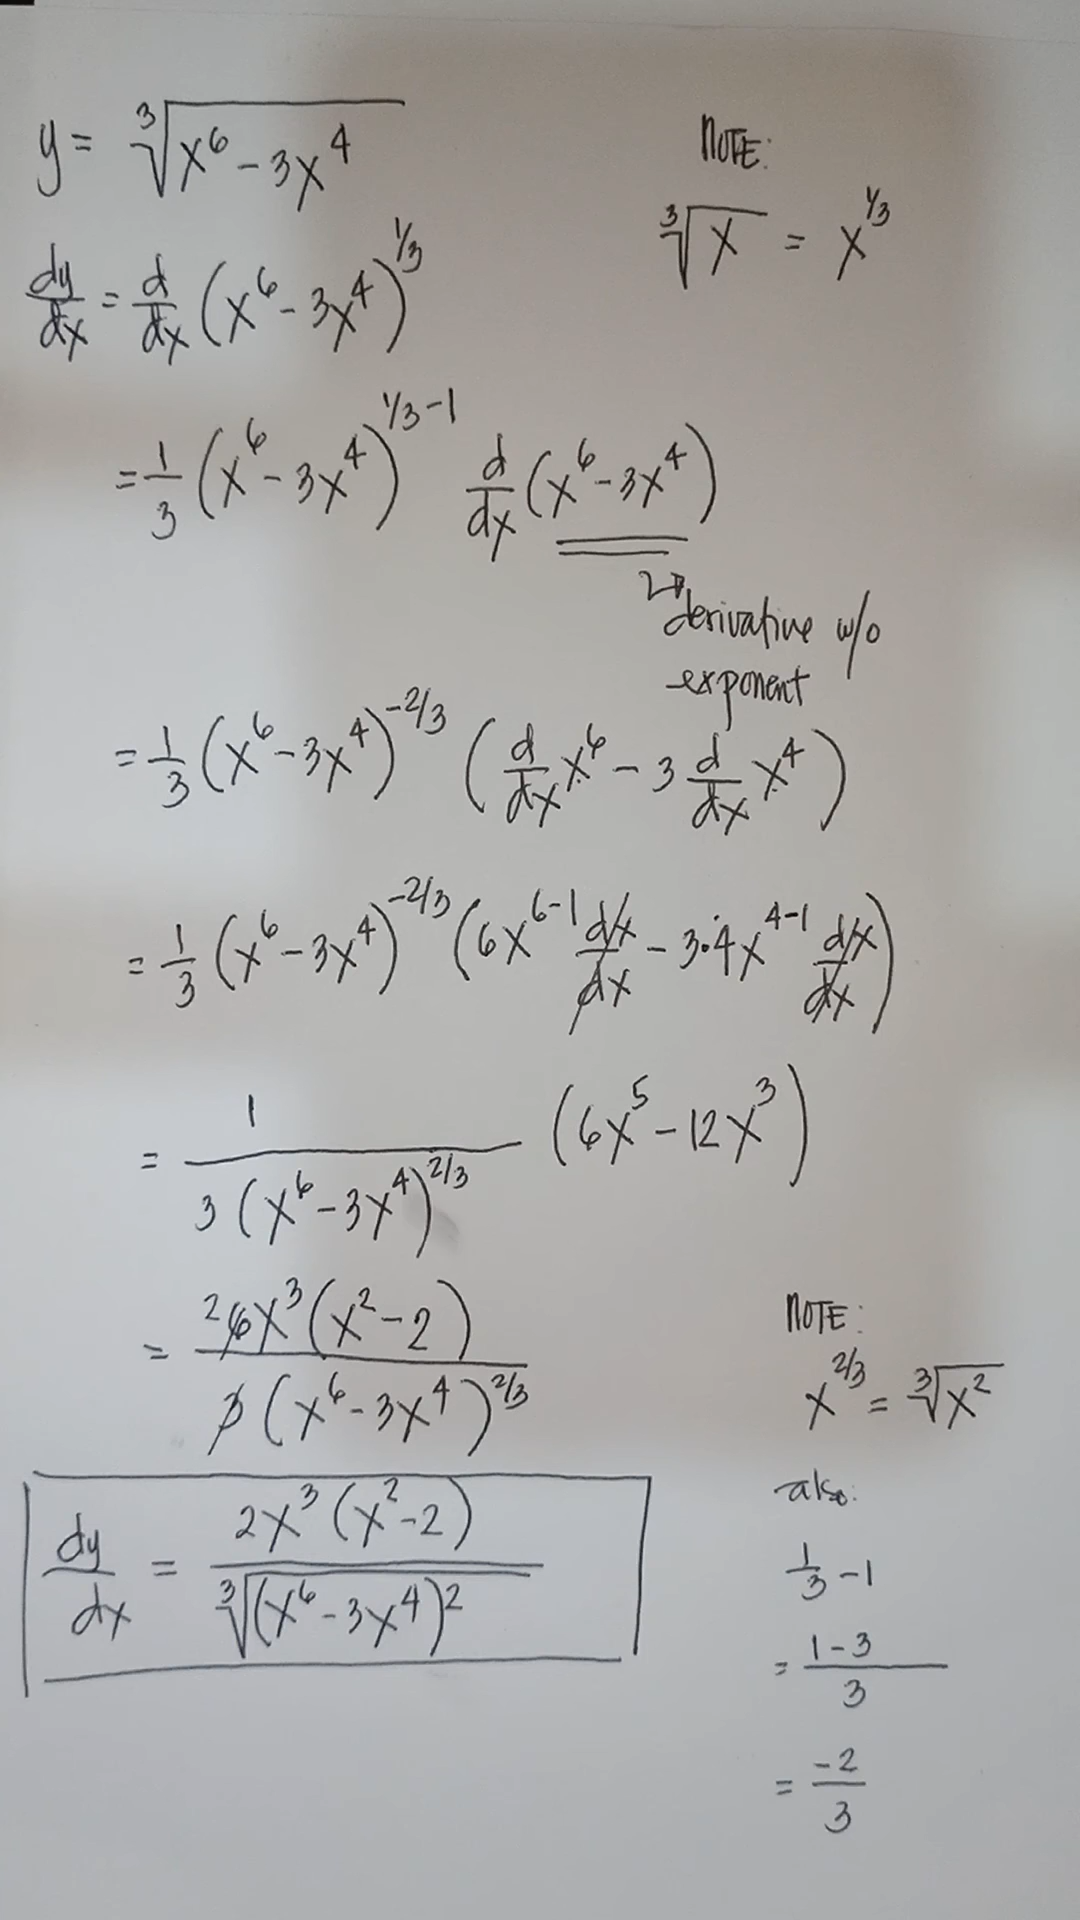 y = ∛(x⁶ - 3x⁴)
NOTE:
∛x = x^(1/3)
dy/dx = d/dx (x⁶ - 3x⁴)^(1/3)
= 1/3 (x⁶ - 3x⁴)^(1/3 - 1) d/dx (x⁶ - 3x⁴)
derivative w/o
exponent
= 1/3 (x⁶ - 3x⁴)^(-2/3) (d/dx x⁶ - 3 d/dx x⁴)
= 1/3 (x⁶ - 3x⁴)^(-2/3) (6x^(6-1) dx/dx - 3·4x^(4-1) dx/dx)
= 1 / 3(x⁶ - 3x⁴)^(2/3) (6x⁵ - 12x³)
= 2 6x³(x² - 2) / 3(x⁶ - 3x⁴)^(2/3)
dy/dx = 2x³(x² - 2) / ∛(x⁶ - 3x⁴)²
NOTE:
x^(2/3) = ∛x²
also:
1/3 - 1
= (1 - 3)/3
= -2/3